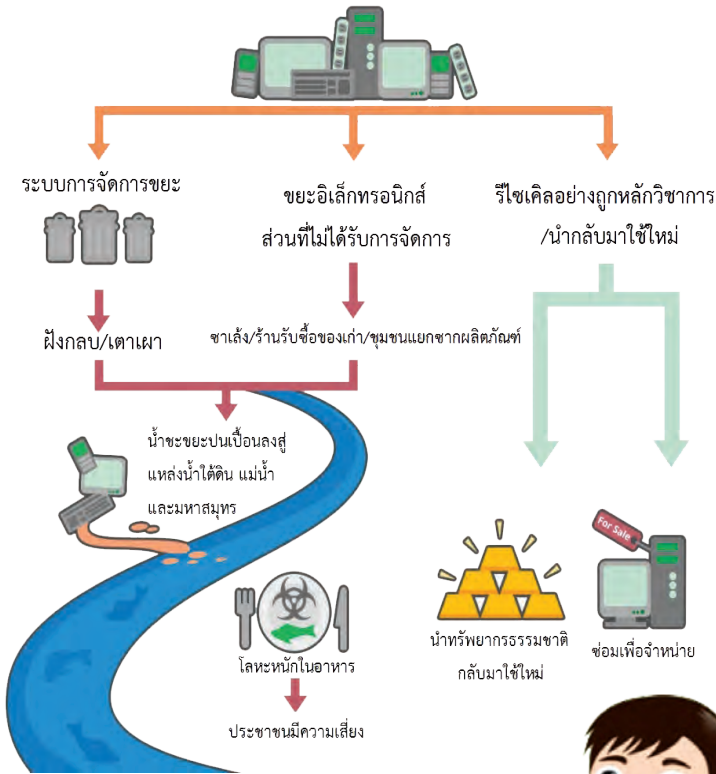 ระบบการจัดการขยะ
ขยะอิเล็กทรอนิกส์
ส่วนที่ไม่ได้รับการจัดการ
รีไซเคิลอย่างถูกหลักวิชาการ
/นำกลับมาใช้ใหม่
ฝังกลบ/เตาเผา
ซาเล้ง/ร้านรับซื้อของเก่า/ชุมชนแยกซากผลิตภัณฑ์
น้ำชะขยะปนเปื้อนลงสู่
แหล่งน้ำใต้ดิน แม่น้ำ
และมหาสมุทร
โลหะหนักในอาหาร
ประชาชนมีความเสี่ยง
นำทรัพยากรธรรมชาติ
กลับมาใช้ใหม่
For Sale
ซ่อมเพื่อจำหน่าย